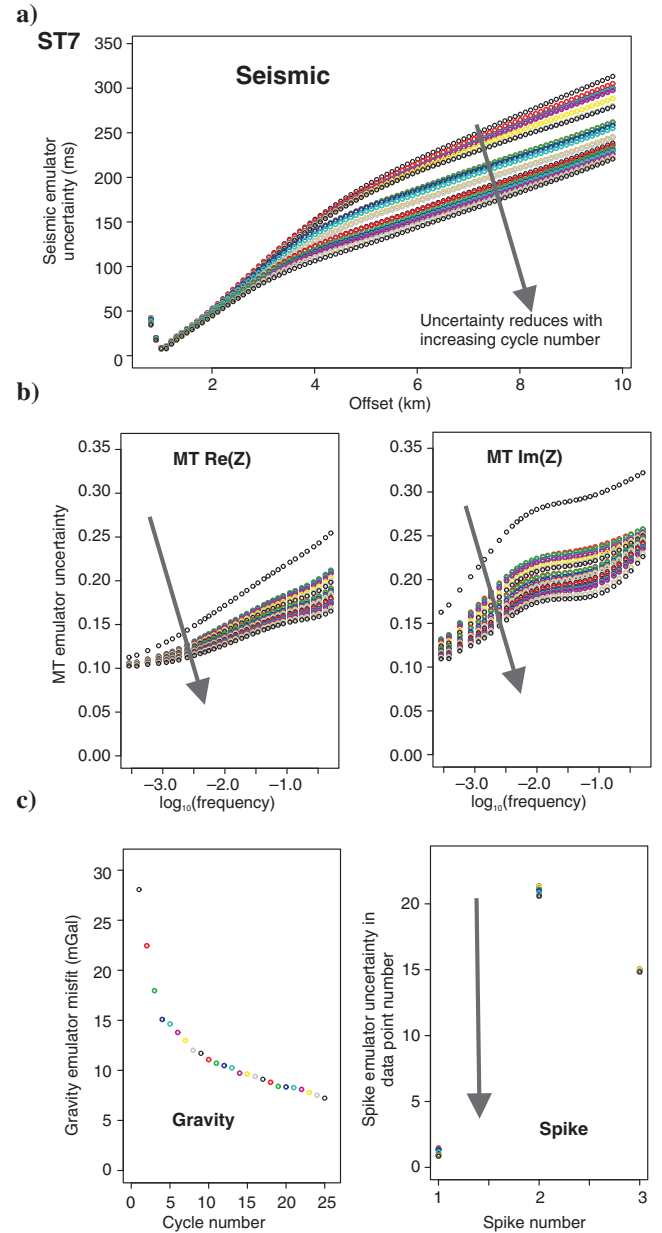 a)
ST7
Seismic
350
300
250
200
150
100
50
0
Seismic emulator
uncertainty (ms)
Uncertainty reduces with
increasing cycle number
2 4 6 8 10
Offset (km)
b)
MT Re(Z)
0.35
0.30
0.25
0.20
0.15
0.10
0.05
0.00
MT emulator uncertainty
−3.0 −2.0 −1.0
log10(frequency)
MT Im(Z)
0.35
0.30
0.25
0.20
0.15
0.10
0.05
0.00
−3.0 −2.0 −1.0
log10(frequency)
c)
30
25
20
15
10
5
0
Gravity emulator misfit (mGal)
Gravity
0 5 10 15 20 25
Cycle number
20
15
10
5
0
Spike emulator uncertainty in
data point number
Spike
1 2 3
Spike number